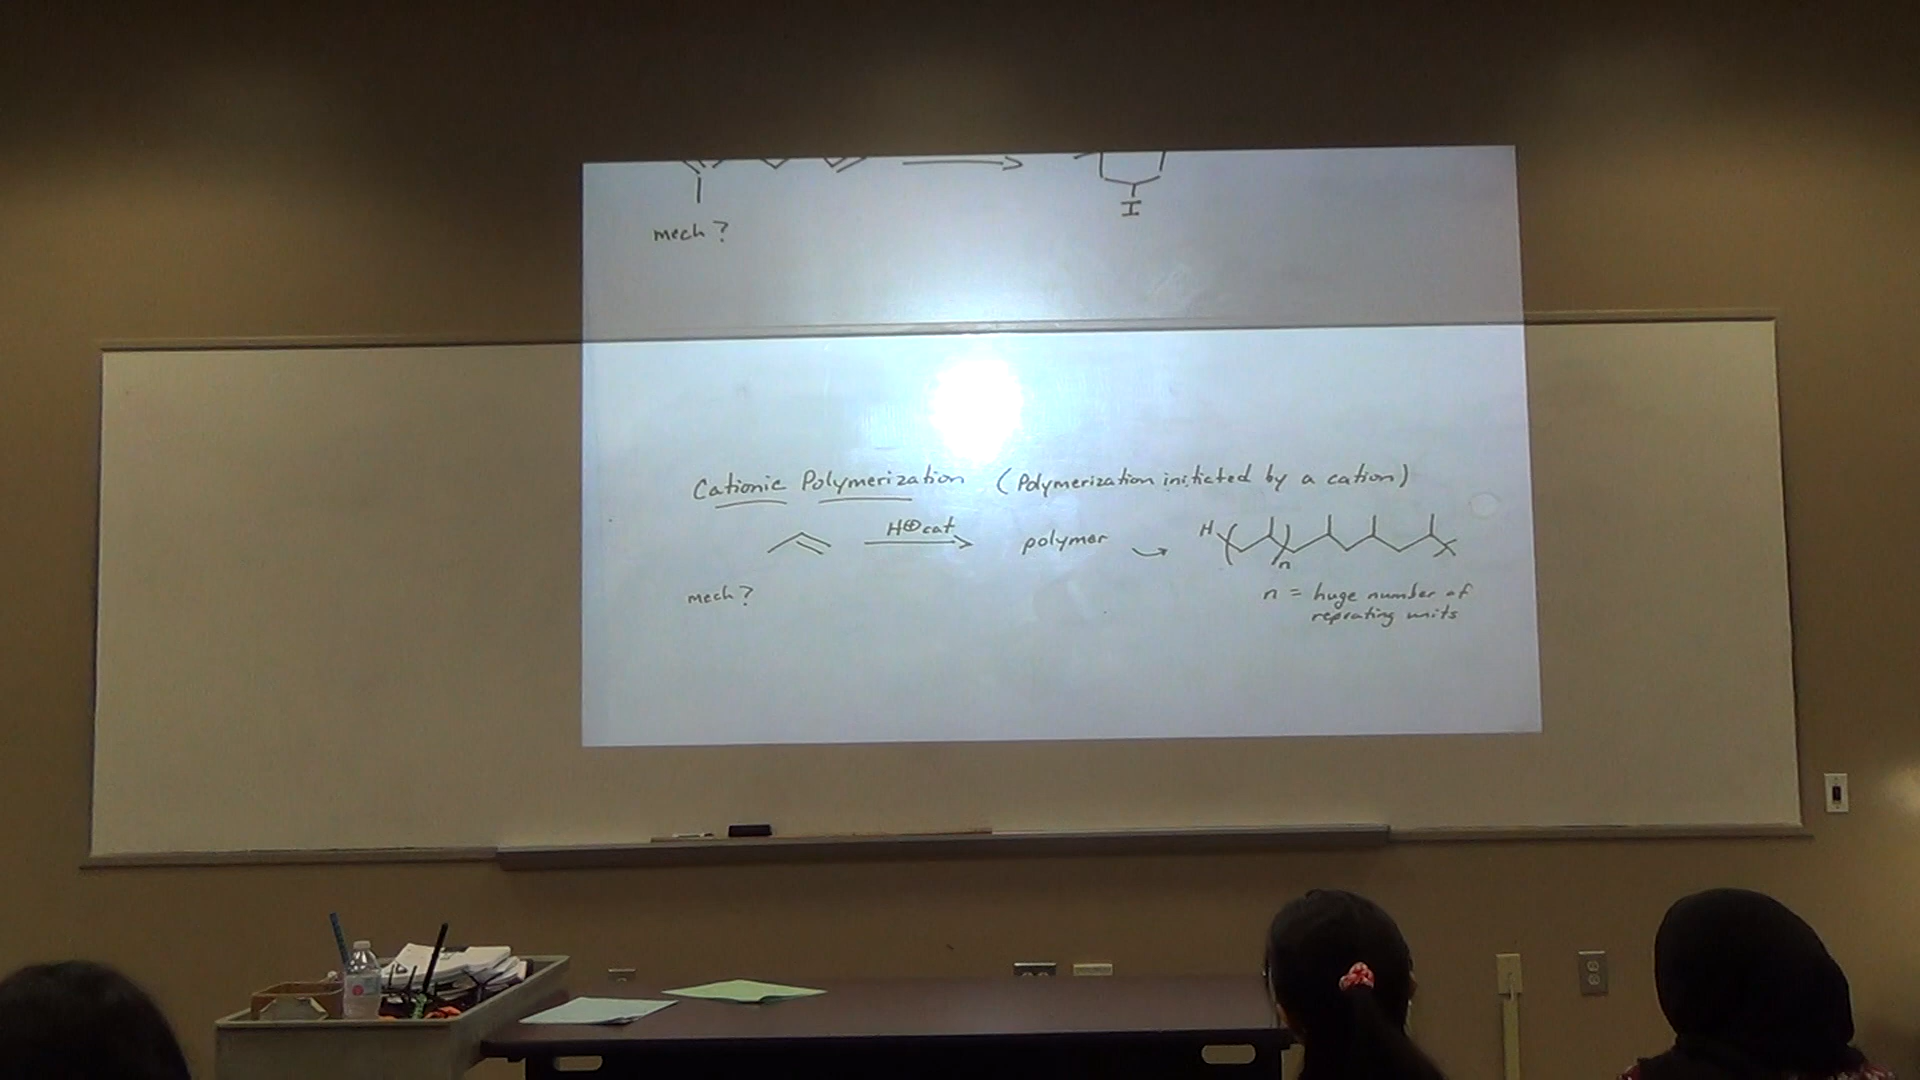 I
mech ?
Cationic Polymerization (Polymerization initiated by a cation)
H⊕cat
polymer
H
n
mech?
n = huge number of
repeating units